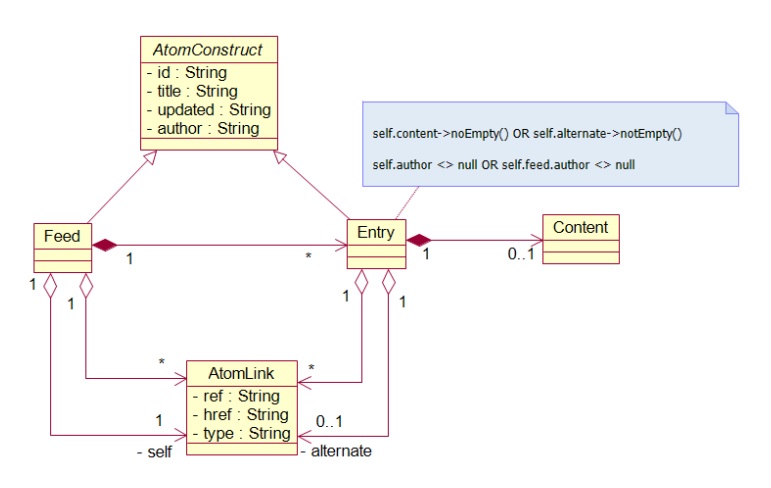 AtomConstruct
- id : String
- title : String
- updated : String
- author : String
self.content->noEmpty() OR self.alternate->notEmpty()
self.author <> null OR self.feed.author <> null
Feed
Entry
Content
1
*
1
0..1
1
1
1
1
*
*
AtomLink
- ref : String
- href : String
- type : String
1
0..1
- self
- alternate